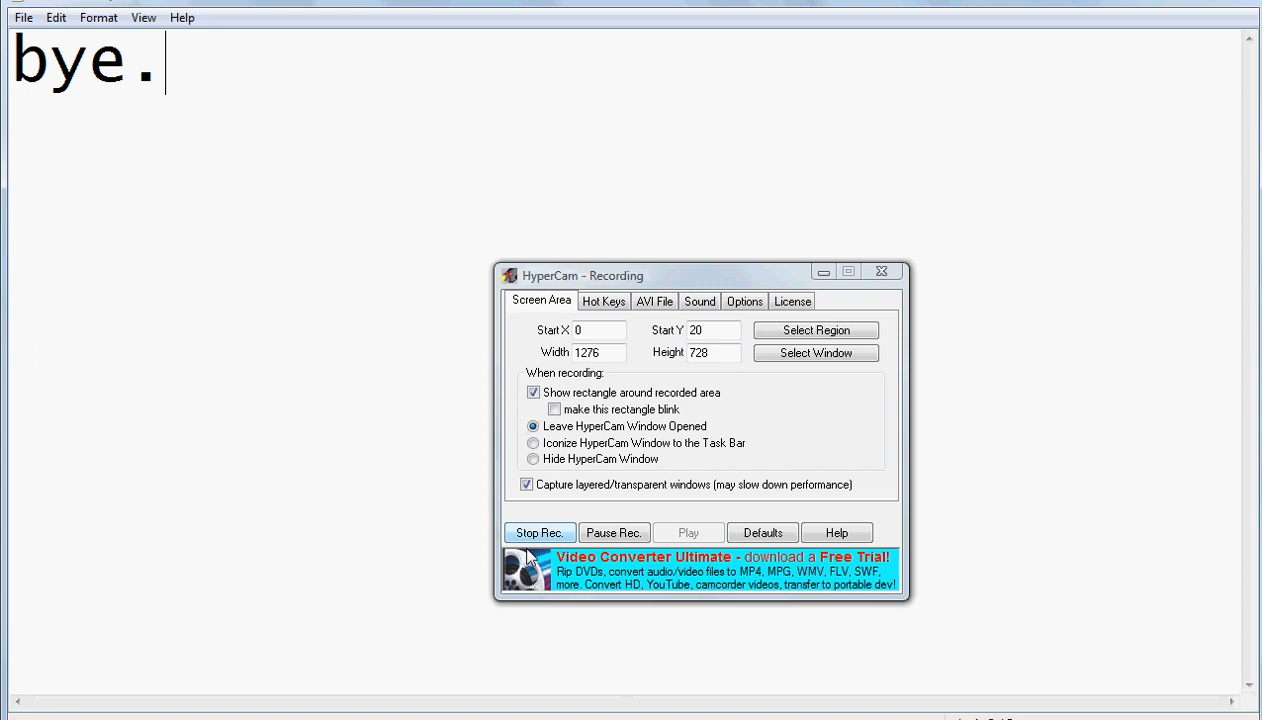 File Edit Format View Help
bye.
HyperCam - Recording
Screen Area Hot Keys AVI File Sound Options License
Start X 0 Start Y 20 Select Region
Width 1276 Height 728 Select Window
When recording:
Show rectangle around recorded area
make this rectangle blink
Leave HyperCam Window Opened
Iconize HyperCam Window to the Task Bar
Hide HyperCam Window
Capture layered/transparent windows (may slow down performance)
Stop Rec. Pause Rec. Play Defaults Help
Video Converter Ultimate - download a Free Trial!
Rip DVDs, convert audio/video files to MP4, MPG, WMV, FLV, SWF,
more. Convert HD, YouTube, camcorder videos, transfer to portable dev!